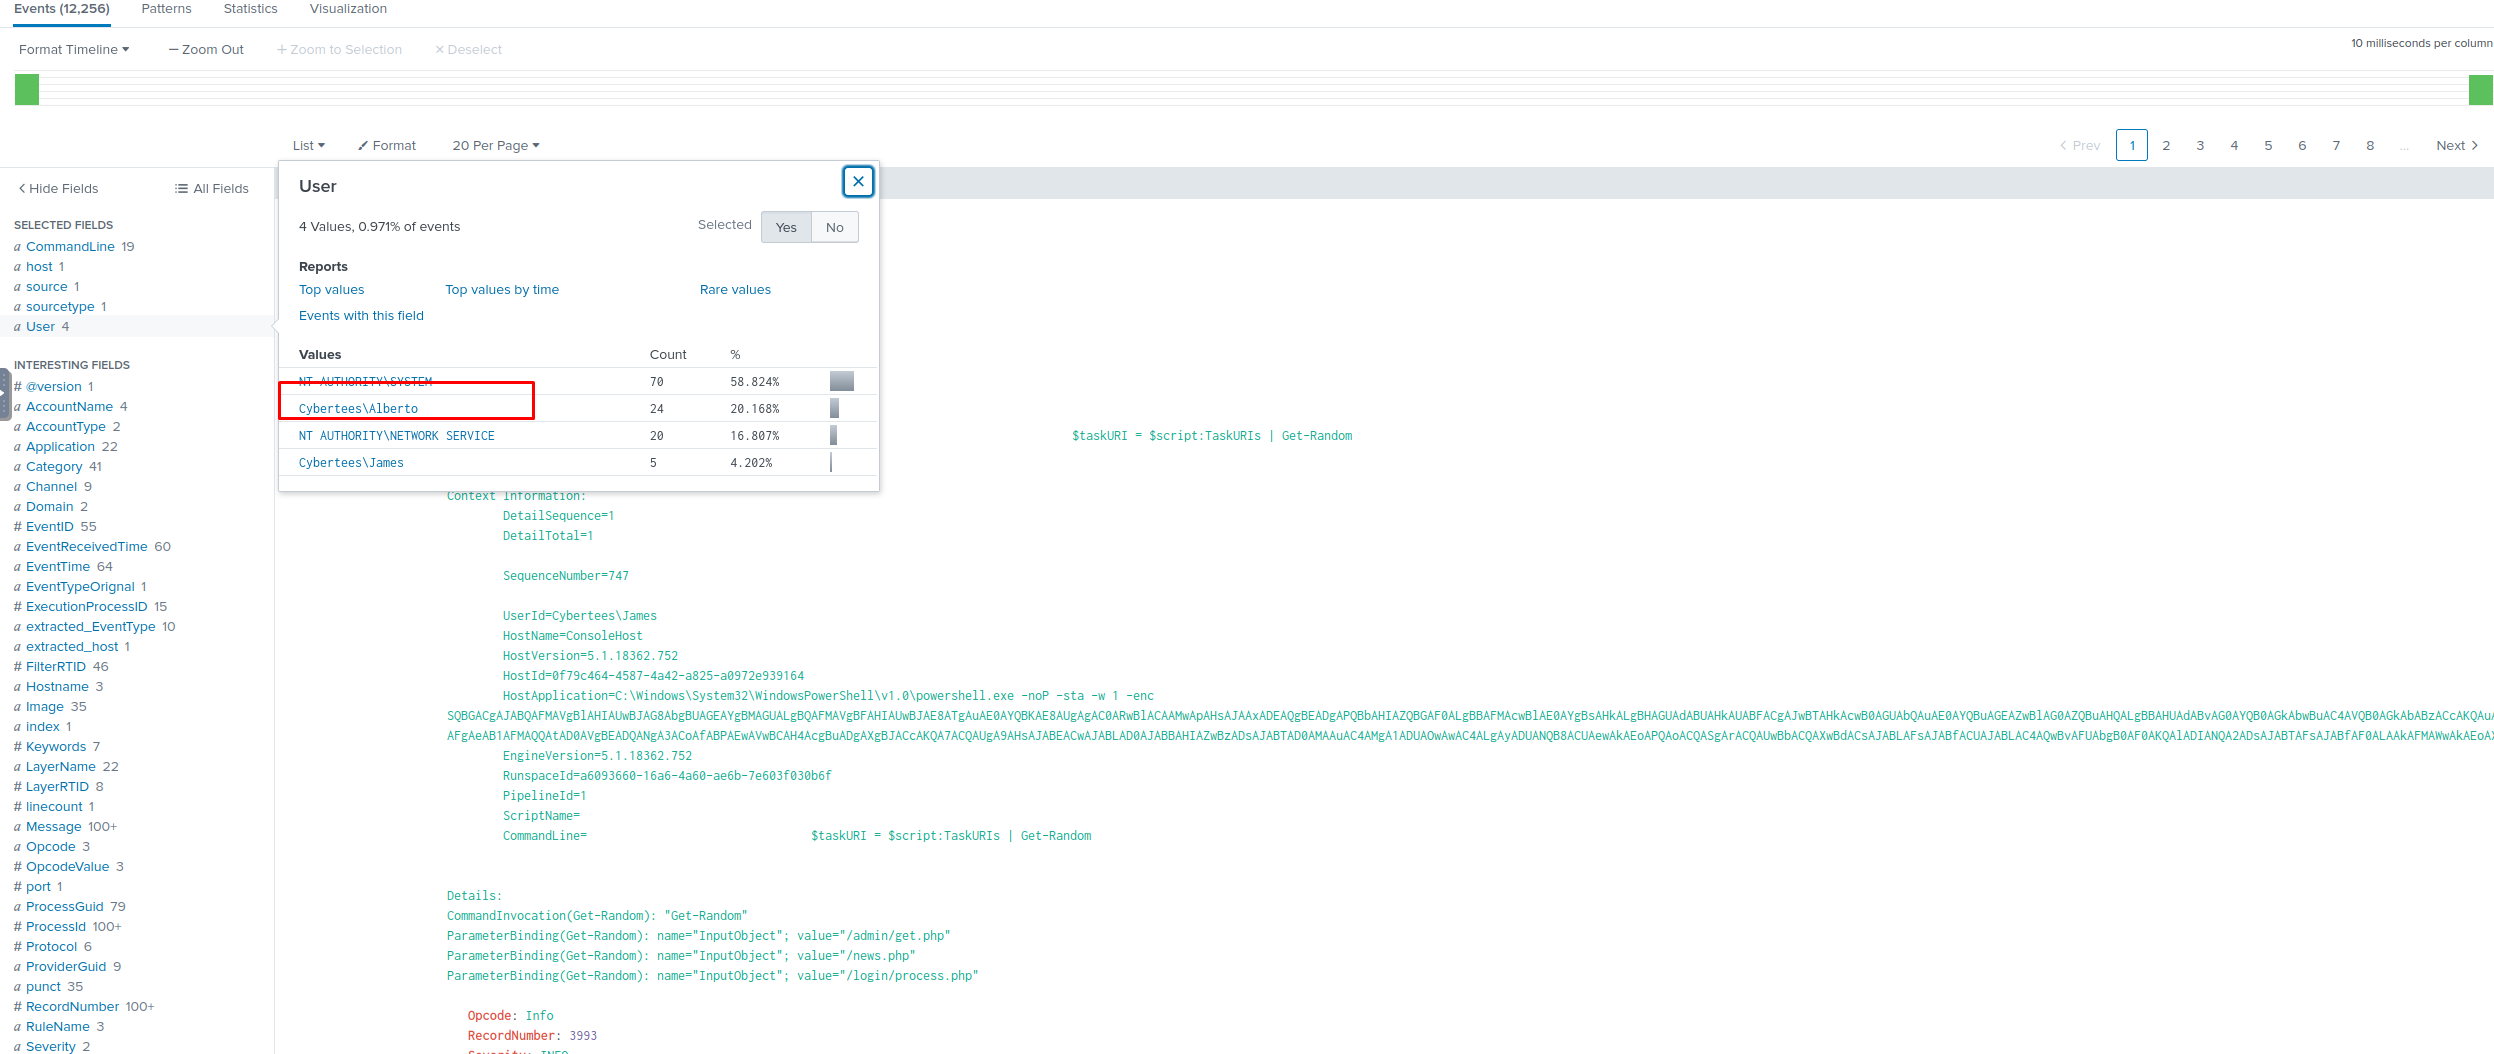 Events (12,256) Patterns Statistics Visualization
Format Timeline — Zoom Out + Zoom to Selection × Deselect
10 milliseconds per column
List Format 20 Per Page
< Prev 1 2 3 4 5 6 7 8 ... Next >
< Hide Fields All Fields
SELECTED FIELDS
a CommandLine 19
a host 1
a source 1
a sourcetype 1
a User 4
INTERESTING FIELDS
# @version 1
a AccountName 4
a AccountType 2
a Application 22
a Category 41
a Channel 9
a Domain 2
# EventID 55
a EventReceivedTime 60
a EventTime 64
a EventTypeOrignal 1
# ExecutionProcessID 15
a extracted_EventType 10
a extracted_host 1
# FilterRTID 46
a Hostname 3
a Image 35
a index 1
# Keywords 7
a LayerName 22
# LayerRTID 8
# linecount 1
a Message 100+
a Opcode 3
# OpcodeValue 3
# port 1
a ProcessGuid 79
# ProcessId 100+
# Protocol 6
a ProviderGuid 9
a punct 35
# RecordNumber 100+
a RuleName 3
a Severity 2
User
4 Values, 0.971% of events
Selected Yes No
Reports
Top values Top values by time Rare values
Events with this field
Values Count %
NT AUTHORITY\SYSTEM 70 58.824%
Cybertees\Alberto 24 20.168%
NT AUTHORITY\NETWORK SERVICE 20 16.807%
Cybertees\James 5 4.202%
$taskURI = $script:TaskURIs | Get-Random
Context Information:
DetailSequence=1
DetailTotal=1
SequenceNumber=747
UserId=Cybertees\James
HostName=ConsoleHost
HostVersion=5.1.18362.752
HostId=0f79c464-4587-4a42-a825-a0972e939164
HostApplication=C:\Windows\System32\WindowsPowerShell\v1.0\powershell.exe -noP -sta -w 1 -enc
EngineVersion=5.1.18362.752
RunspaceId=a6093660-16a6-4a60-ae6b-7e603f030b6f
PipelineId=1
ScriptName=
CommandLine= $taskURI = $script:TaskURIs | Get-Random
Details:
CommandInvocation(Get-Random): "Get-Random"
ParameterBinding(Get-Random): name="InputObject"; value="/admin/get.php"
ParameterBinding(Get-Random): name="InputObject"; value="/news.php"
ParameterBinding(Get-Random): name="InputObject"; value="/login/process.php"
Opcode: Info
RecordNumber: 3993